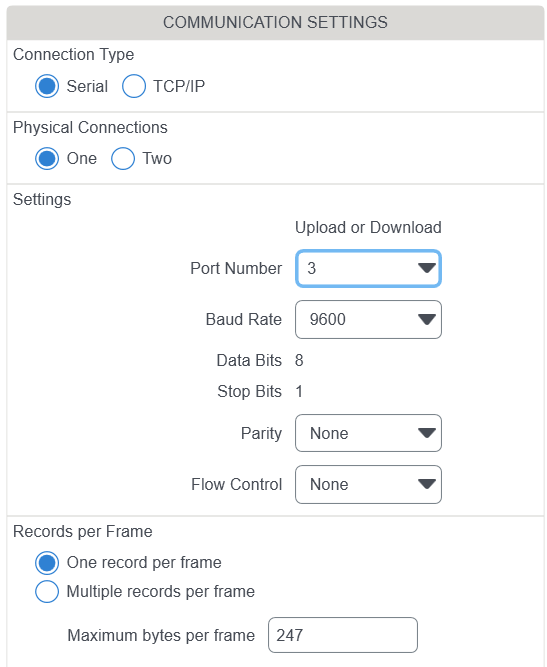 COMMUNICATION SETTINGS
Connection Type
Serial TCP/IP
Physical Connections
One Two
Settings
Upload or Download
Port Number 3
Baud Rate 9600
Data Bits 8
Stop Bits 1
Parity None
Flow Control None
Records per Frame
One record per frame
Multiple records per frame
Maximum bytes per frame 247